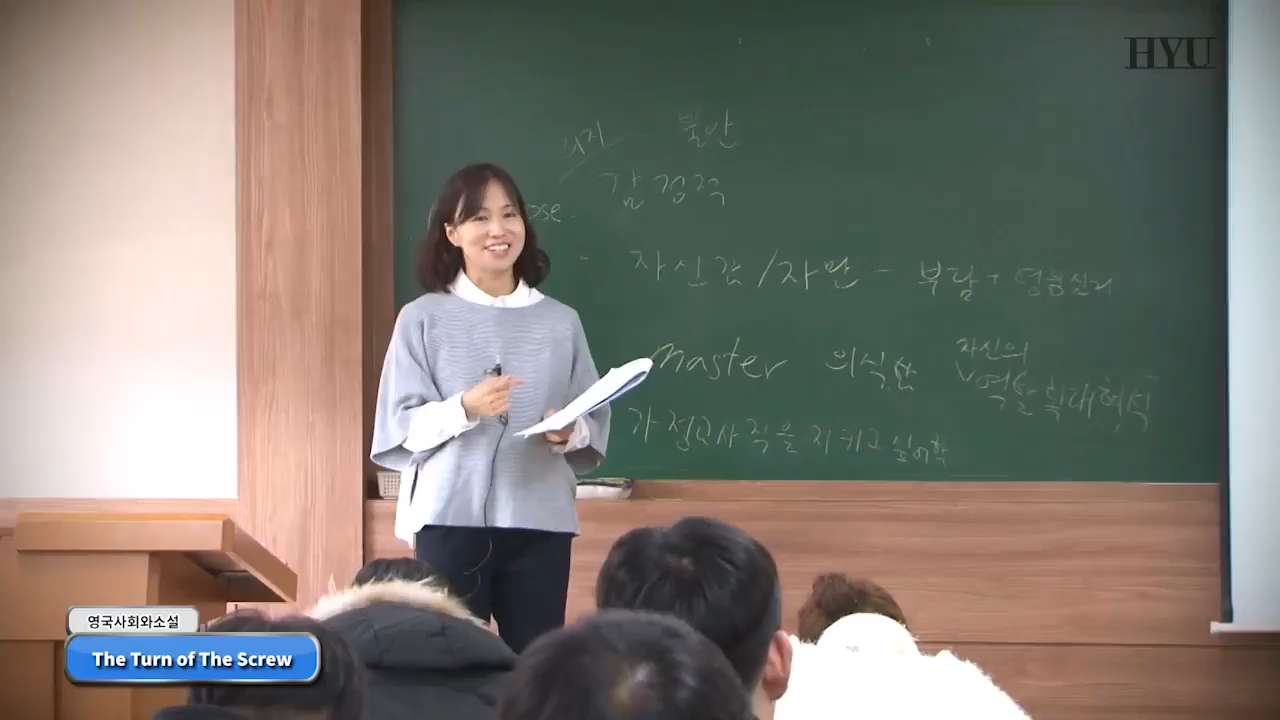 HYU
불안
감정적
ose.
- 자신감/자만 - 부담 + 영웅심리
자신의
Master 의식함 ∨역할 확대해석
가정교사직을 지키고 싶어함
영국사회와소설
The Turn of The Screw